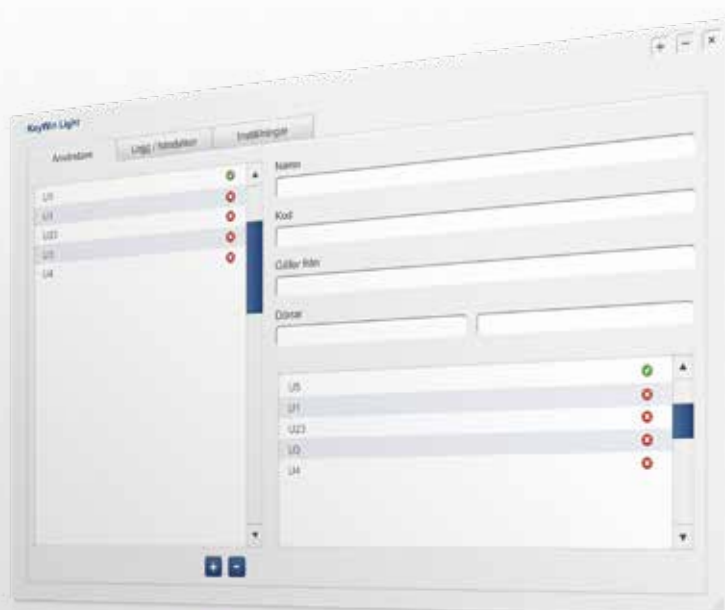 KeyWin Light
Användare
Logg / Händelser
Inställningar
Namn
Kod
Gäller från
Dörrar
U5
U1
U23
U3
U4
U5
U1
U23
U3
U4